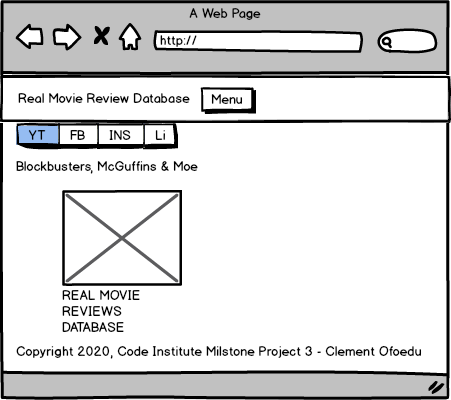 A Web Page
http://
Real Movie Review Database Menu
YT FB INS Li
Blockbusters, McGuffins & Moe
REAL MOVIE
REVIEWS
DATABASE
Copyright 2020, Code Institute Milstone Project 3 - Clement Ofoedu